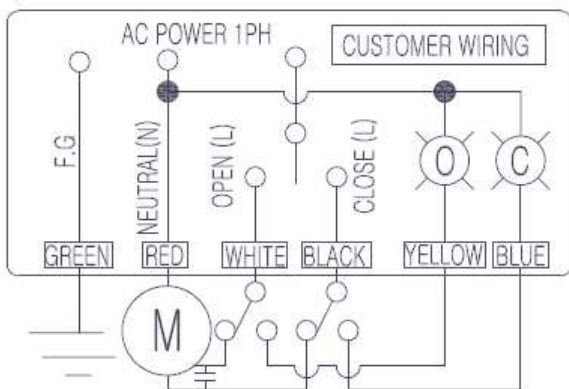 AC POWER 1PH
CUSTOMER WIRING
F.G
NEUTRAL(N)
OPEN (L)
CLOSE (L)
O
C
GREEN
RED
WHITE
BLACK
YELLOW
BLUE
M